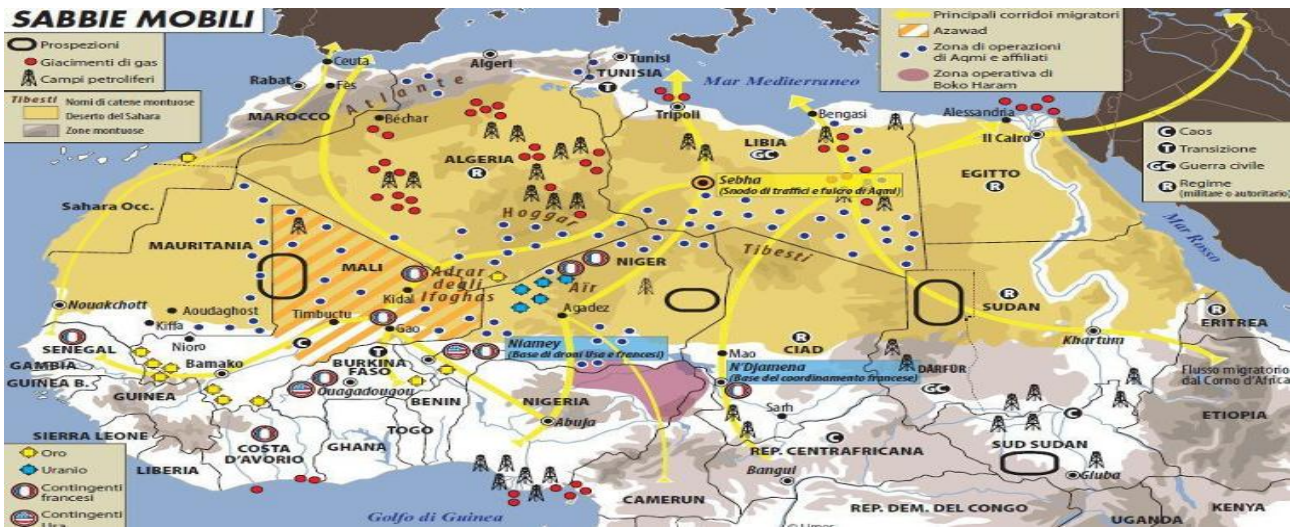 SABBIE MOBILI
Prospezioni
Giacimenti di gas
Campi petroliferi
Tibesti Nomi di catene montuose
Deserto del Sahara
Zone montuose
Principali corridoi migratori
Azawad
Zona di operazioni
di Aqmi e affiliati
Zona operativa di
Boko Haram
C Caos
T Transizione
GC Guerra civile
R Regime
(militare o autoritario)
Ceuta
Rabat
Fès
Algeri
Tunisi
TUNISIA
T
Mar Mediterraneo
Atlante
MAROCCO
Béchar
Tripoli
Bengasi
Alessandria
Il Cairo
ALGERIA
R
LIBIA
GC
EGITTO
R
Sebha
(Snodo di traffici e fulcro di Aqmi)
Sahara Occ.
Hoggar
Mar Rosso
MAURITANIA
MALI
Adrar
degli
Ifoghas
NIGER
Aïr
Tibesti
SUDAN
R
Nouakchott
Aoudaghost
Kiffa
Nioro
Timbuctu
Kidal
Gao
Agadez
ERITREA
R
Khartum
SENEGAL
GAMBIA
GUINEA B.
Bamako
C
T
BURKINA
FASO
Ouagadougou
Niamey
(Base di droni Usa e francesi)
Mao
R
CIAD
N'Djamena
(Base del coordinamento francese)
DARFUR
GC
Flusso migratorio
dal Corno d'Africa
GUINEA
BENIN
NIGERIA
Abuja
Sarh
ETIOPIA
SIERRA LEONE
LIBERIA
COSTA
D'AVORIO
GHANA
TOGO
C
REP. CENTRAFRICANA
Bangui
C
SUD SUDAN
Giuba
CAMERUN
REP. DEM. DEL CONGO
UGANDA
KENYA
Golfo di Guinea
Oro
Uranio
Contingenti
francesi
Contingenti
Usa